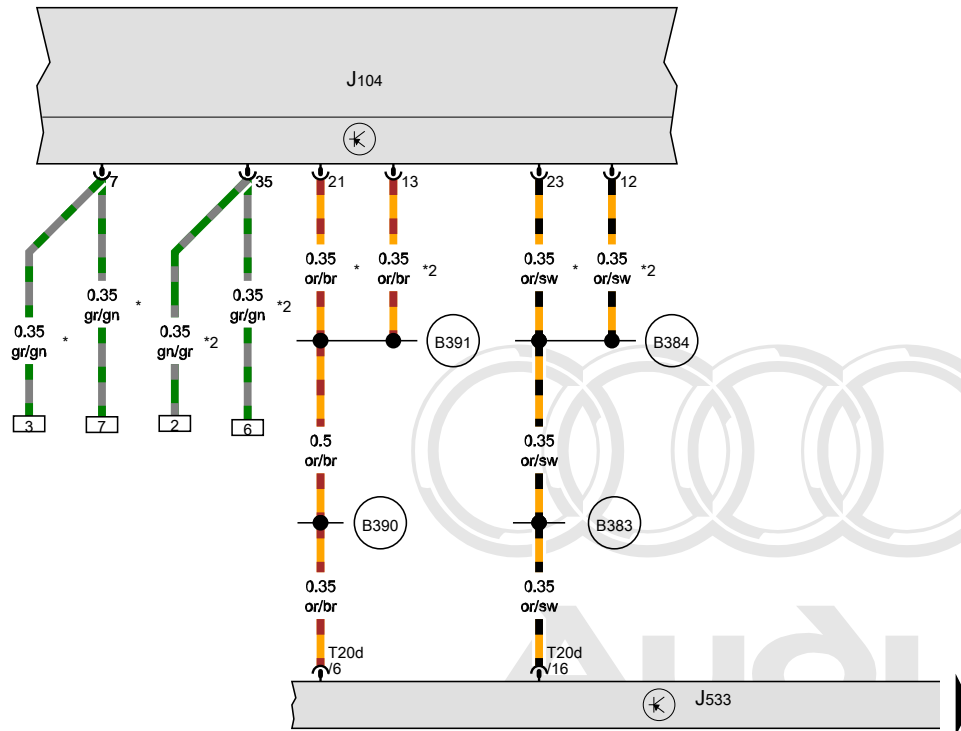 J104
7
35
21
13
23
12
0.35
or/br
*
0.35
or/br
*2
0.35
or/sw
*
0.35
or/sw
*2
0.35
gr/gn
*
0.35
gr/gn
*2
0.35
gr/gn
*
0.35
gn/gr
*2
B391
B384
3
7
2
6
0.5
or/br
0.35
or/sw
B390
B383
0.35
or/br
0.35
or/sw
T20d
/6
T20d
/16
Audi
J533